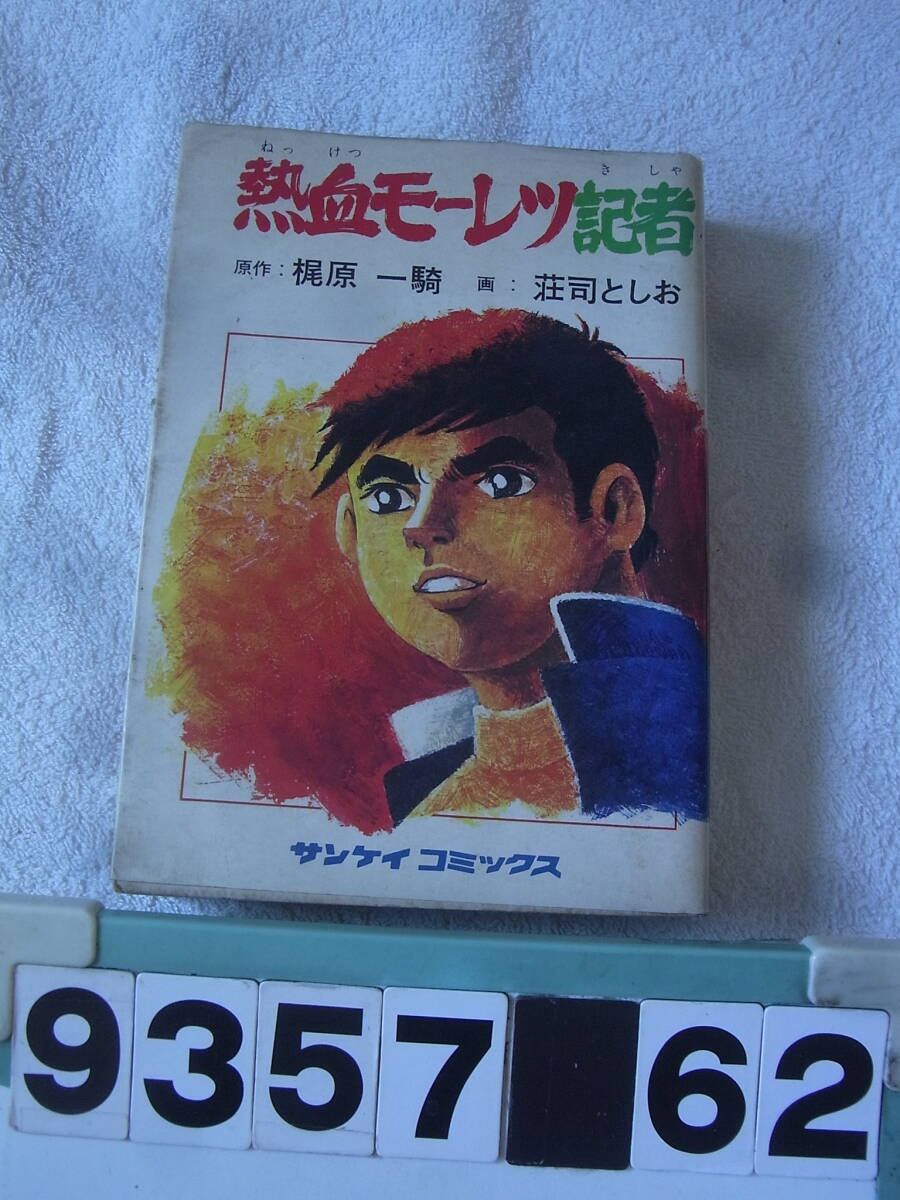 ねっ けつ き しゃ
熱血モーレツ記者
原作：梶原 一騎 画：荘司としお
サンケイ コミックス
9357 62